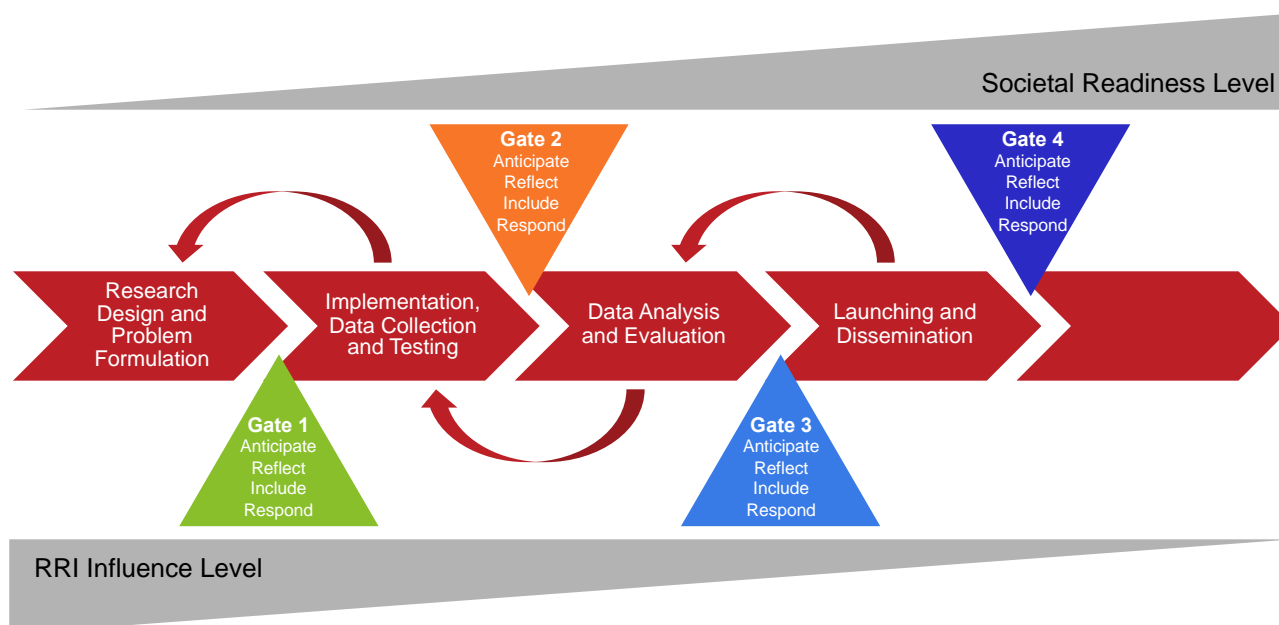 Societal Readiness Level
Gate 2
Anticipate
Reflect
Include
Respond
Gate 4
Anticipate
Reflect
Include
Respond
Research
Design and
Problem
Formulation
Implementation,
Data Collection
and Testing
Data Analysis
and Evaluation
Launching and
Dissemination
Gate 1
Anticipate
Reflect
Include
Respond
Gate 3
Anticipate
Reflect
Include
Respond
RRI Influence Level